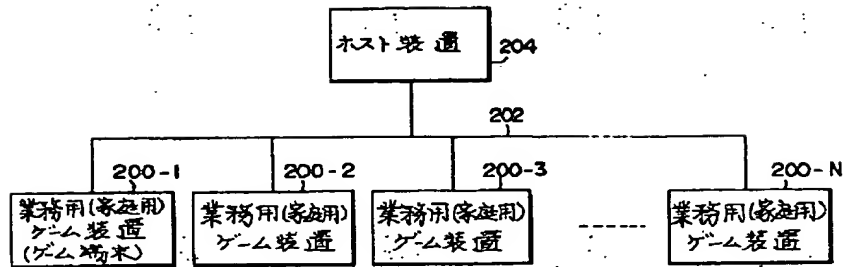 ホスト装置
204
202
200-1
200-2
200-3
200-N
業務用(家庭用)
ゲーム装置
(ゲーム端末)
業務用(家庭用)
ゲーム装置
業務用(家庭用)
ゲーム装置
業務用(家庭用)
ゲーム装置